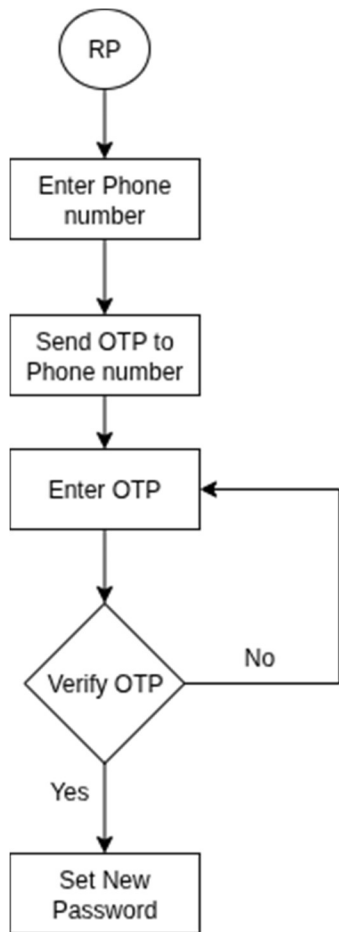 RP
Enter Phone
number
Send OTP to
Phone number
Enter OTP
Verify OTP
No
Yes
Set New
Password